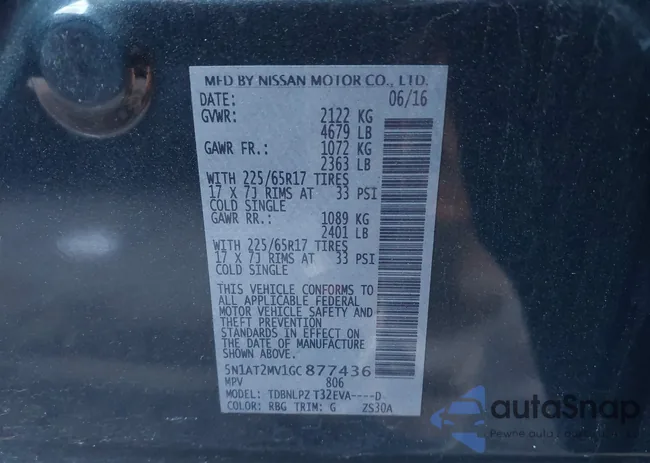 MFD BY NISSAN MOTOR CO., LTD.
DATE: 06/16
GVWR: 2122 KG
4679 LB
GAWR FR.: 1072 KG
2363 LB
WITH 225/65R17 TIRES
17 X 7J RIMS AT 33 PSI
COLD SINGLE
GAWR RR.: 1089 KG
2401 LB
WITH 225/65R17 TIRES
17 X 7J RIMS AT 33 PSI
COLD SINGLE
THIS VEHICLE CONFORMS TO
ALL APPLICABLE FEDERAL
MOTOR VEHICLE SAFETY AND
THEFT PREVENTION
STANDARDS IN EFFECT ON
THE DATE OF MANUFACTURE
SHOWN ABOVE.
5N1AT2MV1GC877436
MPV 806
MODEL: TDBNLPZ T32EVA----D
COLOR: RBG TRIM: G ZS30A
autoSnap
Pewne auto z